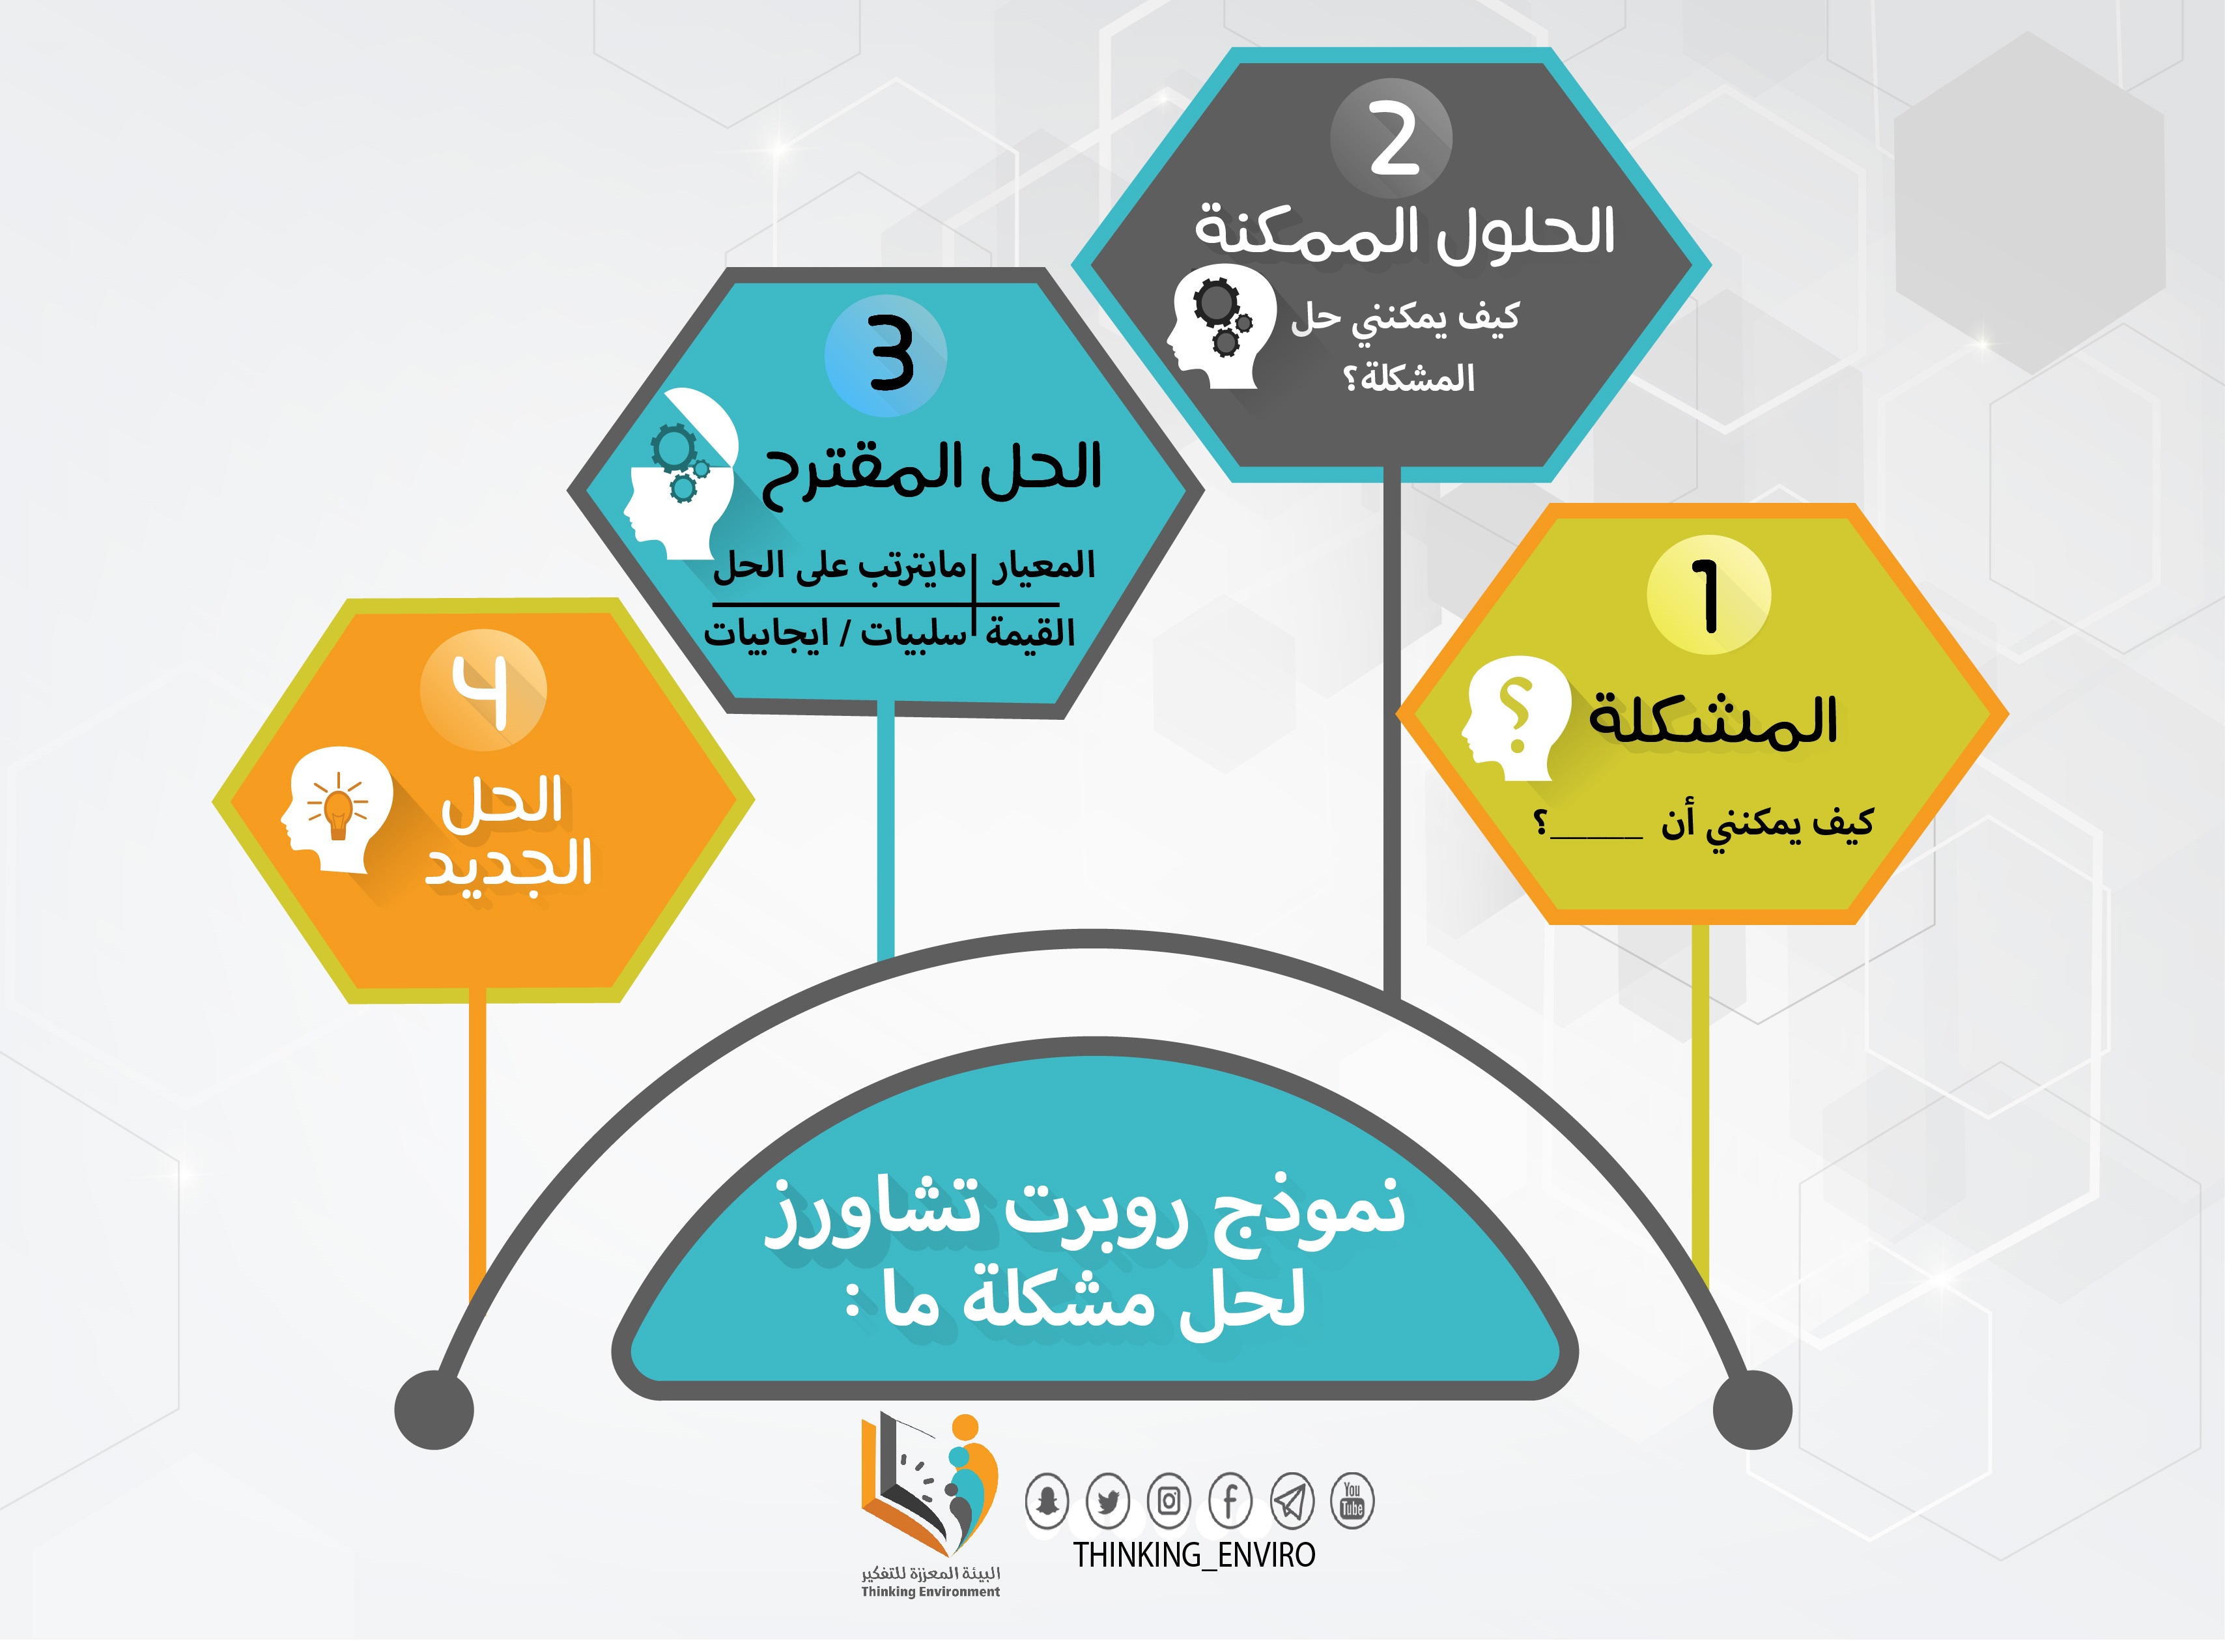 1
المشكلة
كيف يمكنني أن _____؟
2
الحلول الممكنة
كيف يمكنني حل
المشكلة؟
3
الحل المقترح
المعيار | مايترتب على الحل
القيمة | سلبيات / ايجابيات
4
الحل
الجديد
نموذج روبرت تشاورز
لحل مشكلة ما :
You
Tube
THINKING_ENVIRO
البيئة المعززة للتفكير
Thinking Environment